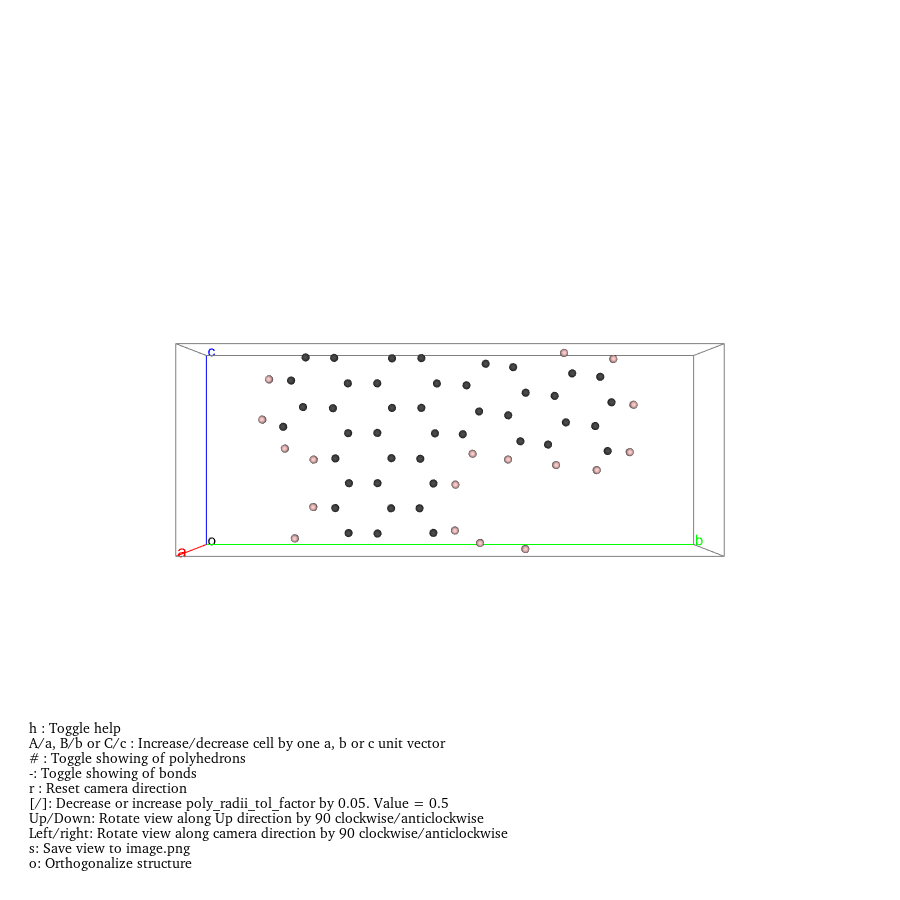 c
o
a
b
h : Toggle help
A/a, B/b or C/c : Increase/decrease cell by one a, b or c unit vector
# : Toggle showing of polyhedrons
-: Toggle showing of bonds
r : Reset camera direction
[/]: Decrease or increase poly_radii_tol_factor by 0.05. Value = 0.5
Up/Down: Rotate view along Up direction by 90 clockwise/anticlockwise
Left/right: Rotate view along camera direction by 90 clockwise/anticlockwise
s: Save view to image.png
o: Orthogonalize structure